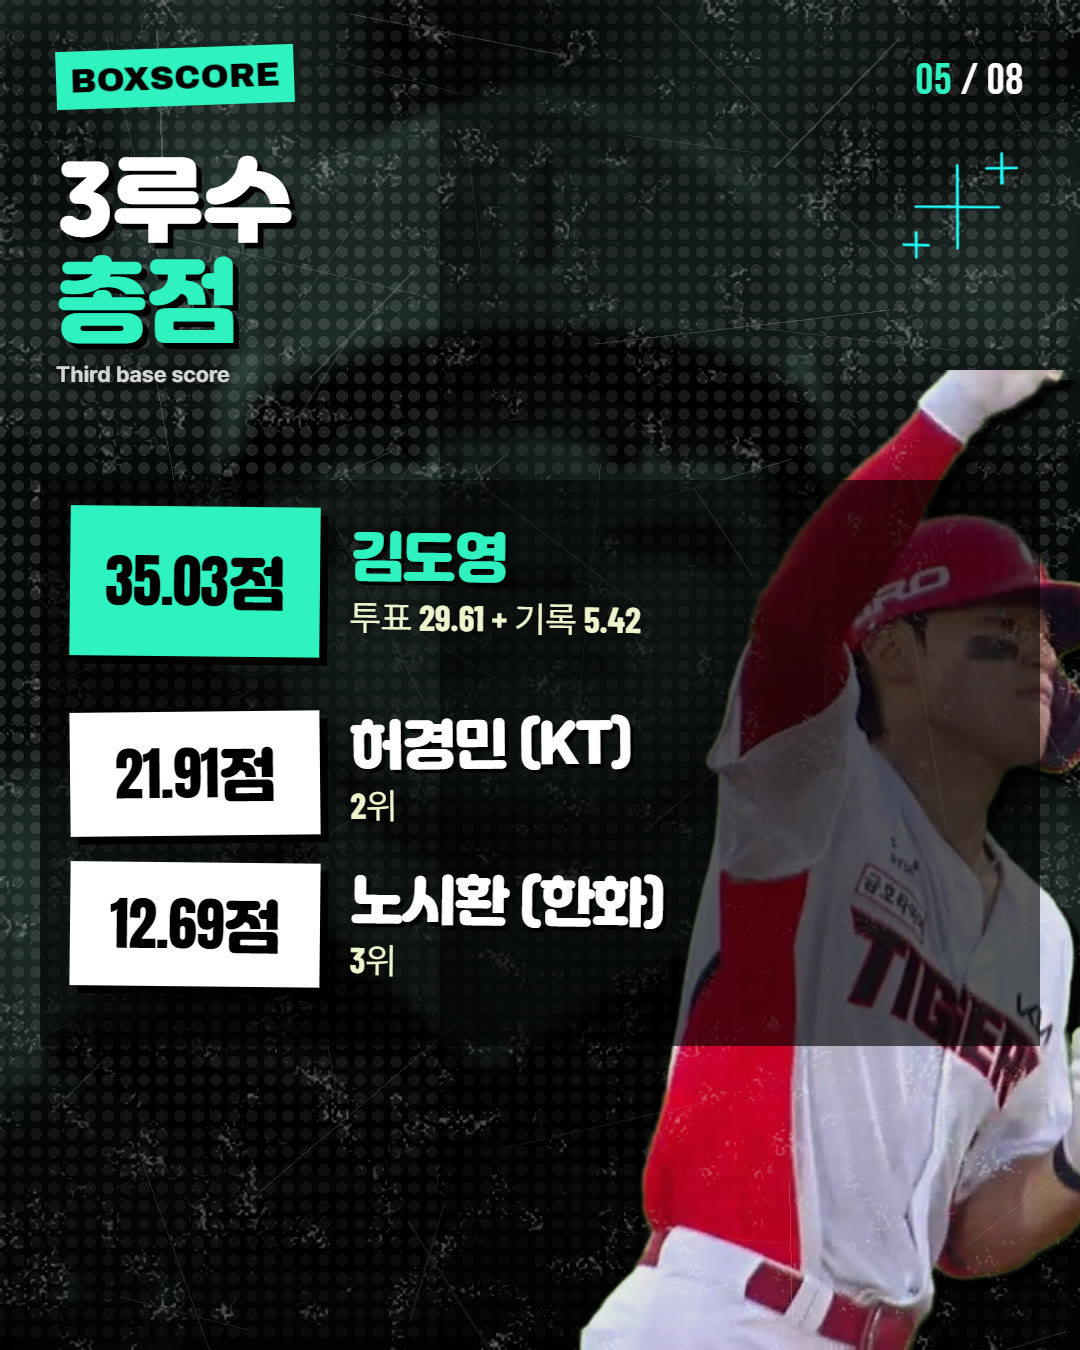 BOXSCORE
05 / 08
3루수
총점
Third base score
35.03점
김도영
투표 29.61 + 기록 5.42
21.91점
허경민 (KT)
2위
12.69점
노시환 (한화)
3위
TIGERS